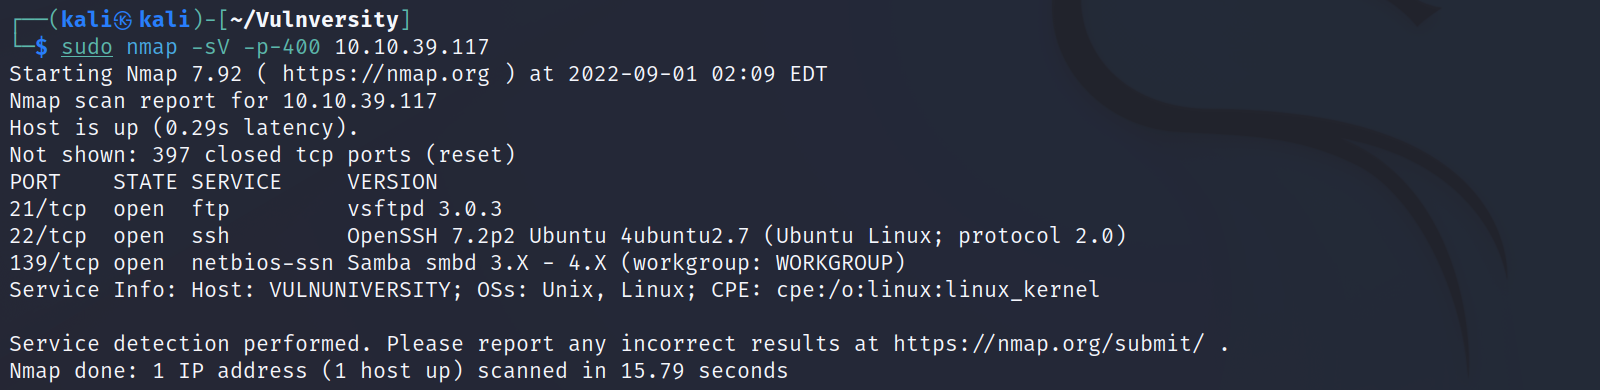 ┌──(kali㉿kali)-[~/Vulnversity]
└─$ sudo nmap -sV -p-400 10.10.39.117
Starting Nmap 7.92 ( https://nmap.org ) at 2022-09-01 02:09 EDT
Nmap scan report for 10.10.39.117
Host is up (0.29s latency).
Not shown: 397 closed tcp ports (reset)
PORT    STATE SERVICE     VERSION
21/tcp  open  ftp         vsftpd 3.0.3
22/tcp  open  ssh         OpenSSH 7.2p2 Ubuntu 4ubuntu2.7 (Ubuntu Linux; protocol 2.0)
139/tcp open  netbios-ssn Samba smbd 3.X - 4.X (workgroup: WORKGROUP)
Service Info: Host: VULNUNIVERSITY; OSs: Unix, Linux; CPE: cpe:/o:linux:linux_kernel

Service detection performed. Please report any incorrect results at https://nmap.org/submit/ .
Nmap done: 1 IP address (1 host up) scanned in 15.79 seconds